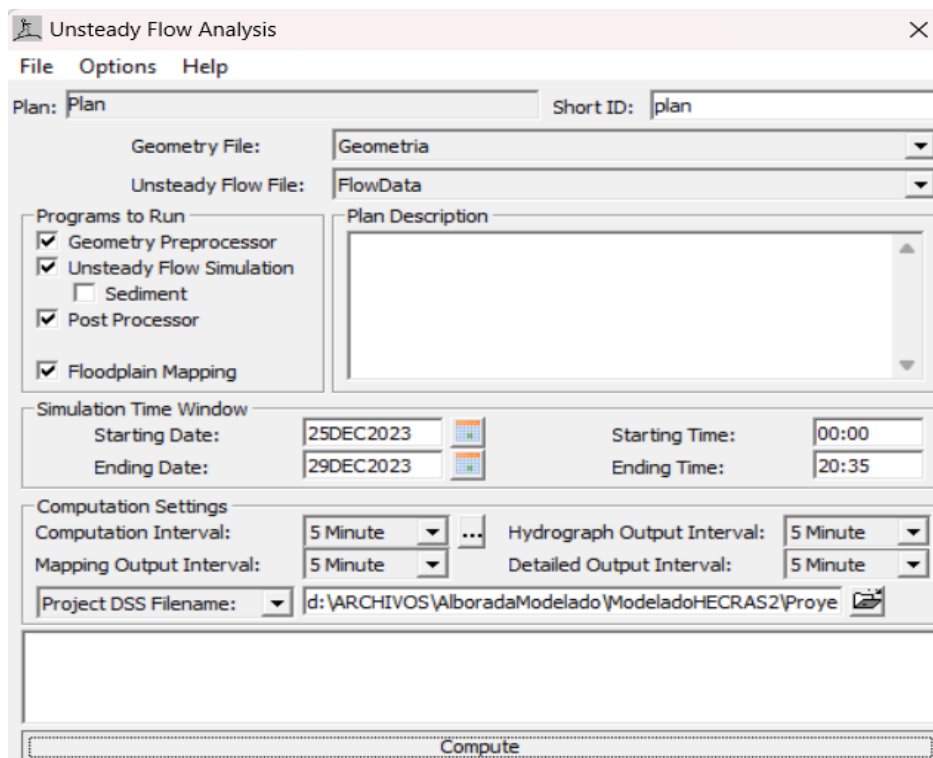 Unsteady Flow Analysis
File Options Help
Plan: Plan Short ID: plan
Geometry File: Geometria
Unsteady Flow File: FlowData
Programs to Run
Geometry Preprocessor
Unsteady Flow Simulation
Sediment
Post Processor
Floodplain Mapping
Plan Description
Simulation Time Window
Starting Date: 25DEC2023 Starting Time: 00:00
Ending Date: 29DEC2023 Ending Time: 20:35
Computation Settings
Computation Interval: 5 Minute ... Hydrograph Output Interval: 5 Minute
Mapping Output Interval: 5 Minute Detailed Output Interval: 5 Minute
Project DSS Filename: d:\ARCHIVOS\AlboradaModelado\ModeladoHECRAS2\Proye
Compute